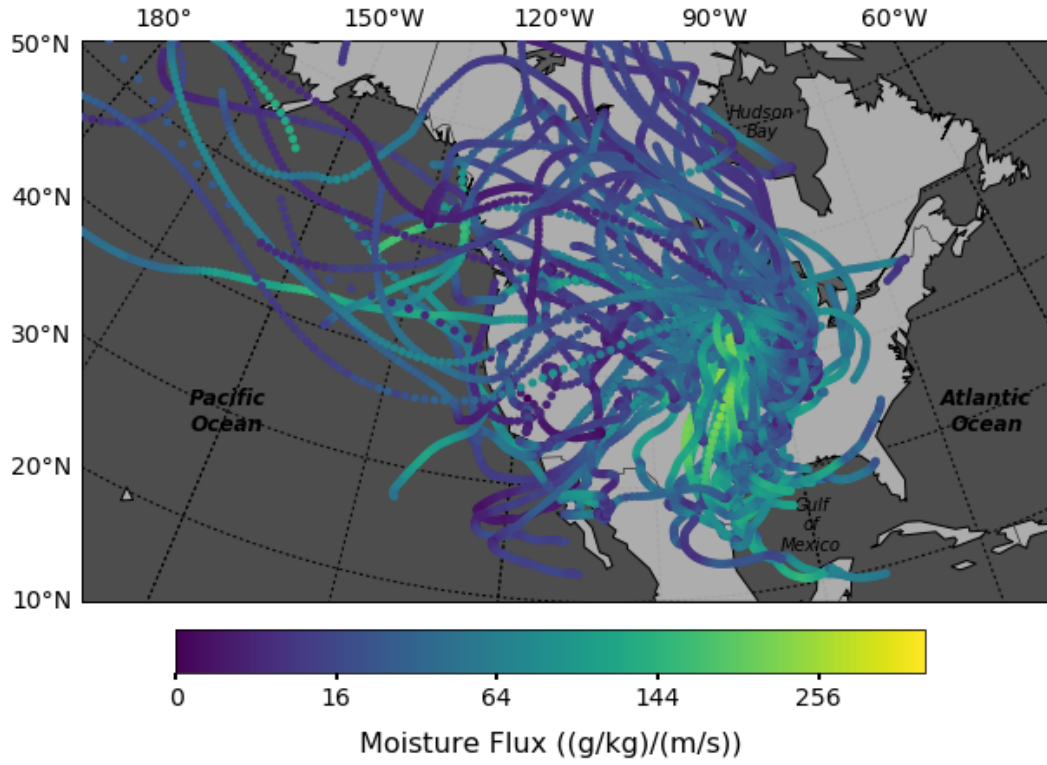 180° 150°W 120°W 90°W 60°W
50°N
40°N
30°N
20°N
10°N
Hudson
Bay
Pacific
Ocean
Atlantic
Ocean
Gulf
of
Mexico
0 16 64 144 256
Moisture Flux ((g/kg)/(m/s))